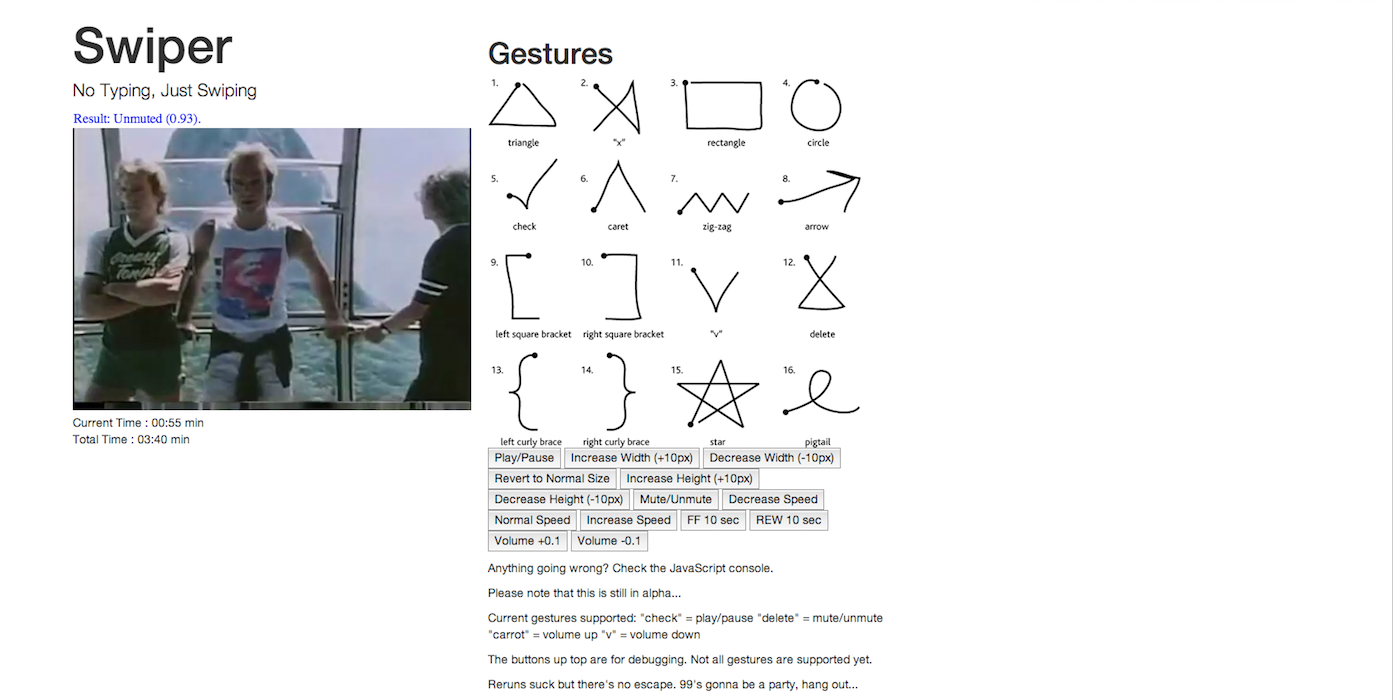 Swiper
No Typing, Just Swiping
Result: Unmuted (0.93).
Current Time : 00:55 min
Total Time : 03:40 min
Gestures
1. 2. 3. 4.
triangle "x" rectangle circle
5. 6. 7. 8.
check caret zig-zag arrow
9. 10. 11. 12.
left square bracket right square bracket "v" delete
13. 14. 15. 16.
left curly brace right curly brace star pigtail
Play/Pause Increase Width (+10px) Decrease Width (-10px)
Revert to Normal Size Increase Height (+10px)
Decrease Height (-10px) Mute/Unmute Decrease Speed
Normal Speed Increase Speed FF 10 sec REW 10 sec
Volume +0.1 Volume -0.1
Anything going wrong? Check the JavaScript console.
Please note that this is still in alpha...
Current gestures supported: "check" = play/pause "delete" = mute/unmute
"carrot" = volume up "v" = volume down
The buttons up top are for debugging. Not all gestures are supported yet.
Reruns suck but there's no escape. 99's gonna be a party, hang out...